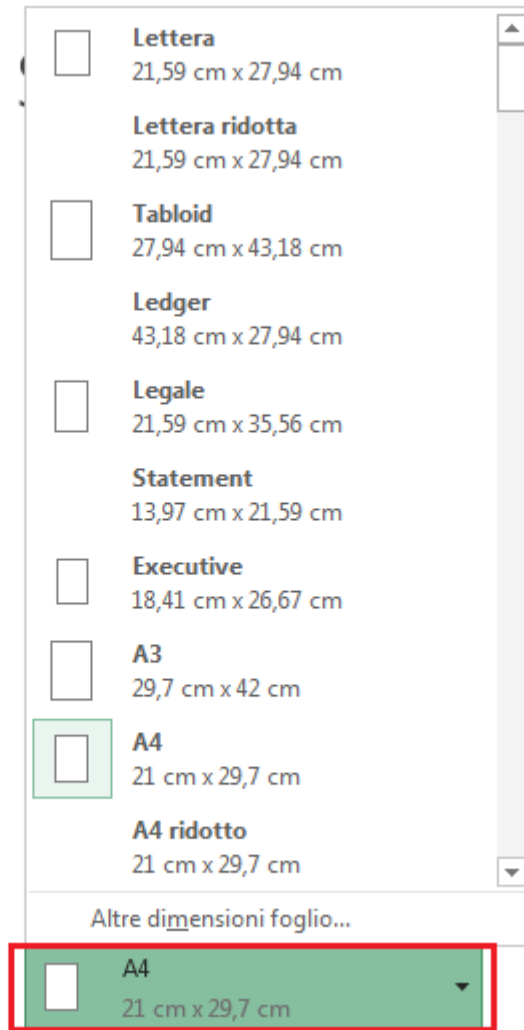 Lettera
21,59 cm x 27,94 cm
Lettera ridotta
21,59 cm x 27,94 cm
Tabloid
27,94 cm x 43,18 cm
Ledger
43,18 cm x 27,94 cm
Legale
21,59 cm x 35,56 cm
Statement
13,97 cm x 21,59 cm
Executive
18,41 cm x 26,67 cm
A3
29,7 cm x 42 cm
A4
21 cm x 29,7 cm
A4 ridotto
21 cm x 29,7 cm
Altre dimensioni foglio...
A4
21 cm x 29,7 cm